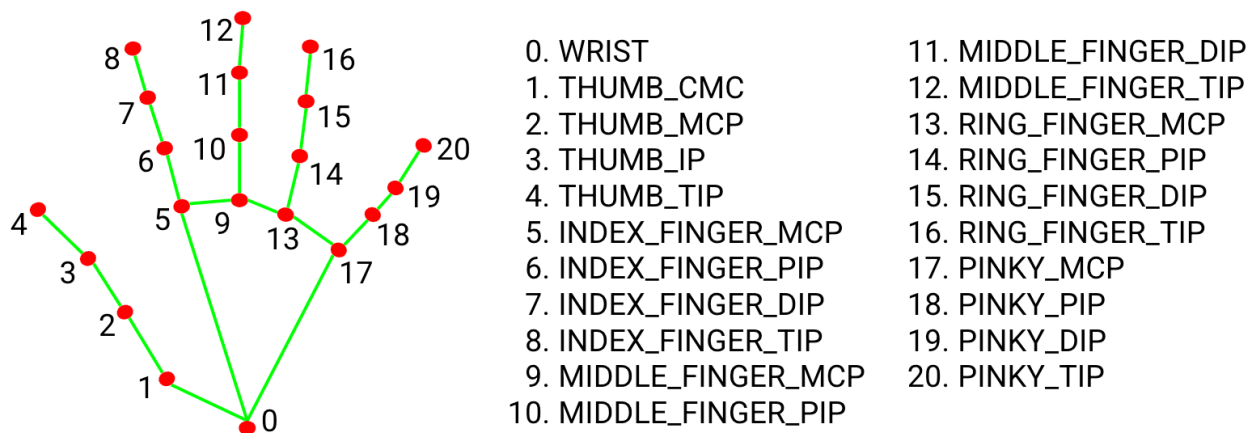 12
8
16
11
7
15
10
6
20
14
19
4
5
9
13
18
3
17
2
1
0
0. WRIST
1. THUMB_CMC
2. THUMB_MCP
3. THUMB_IP
4. THUMB_TIP
5. INDEX_FINGER_MCP
6. INDEX_FINGER_PIP
7. INDEX_FINGER_DIP
8. INDEX_FINGER_TIP
9. MIDDLE_FINGER_MCP
10. MIDDLE_FINGER_PIP
11. MIDDLE_FINGER_DIP
12. MIDDLE_FINGER_TIP
13. RING_FINGER_MCP
14. RING_FINGER_PIP
15. RING_FINGER_DIP
16. RING_FINGER_TIP
17. PINKY_MCP
18. PINKY_PIP
19. PINKY_DIP
20. PINKY_TIP